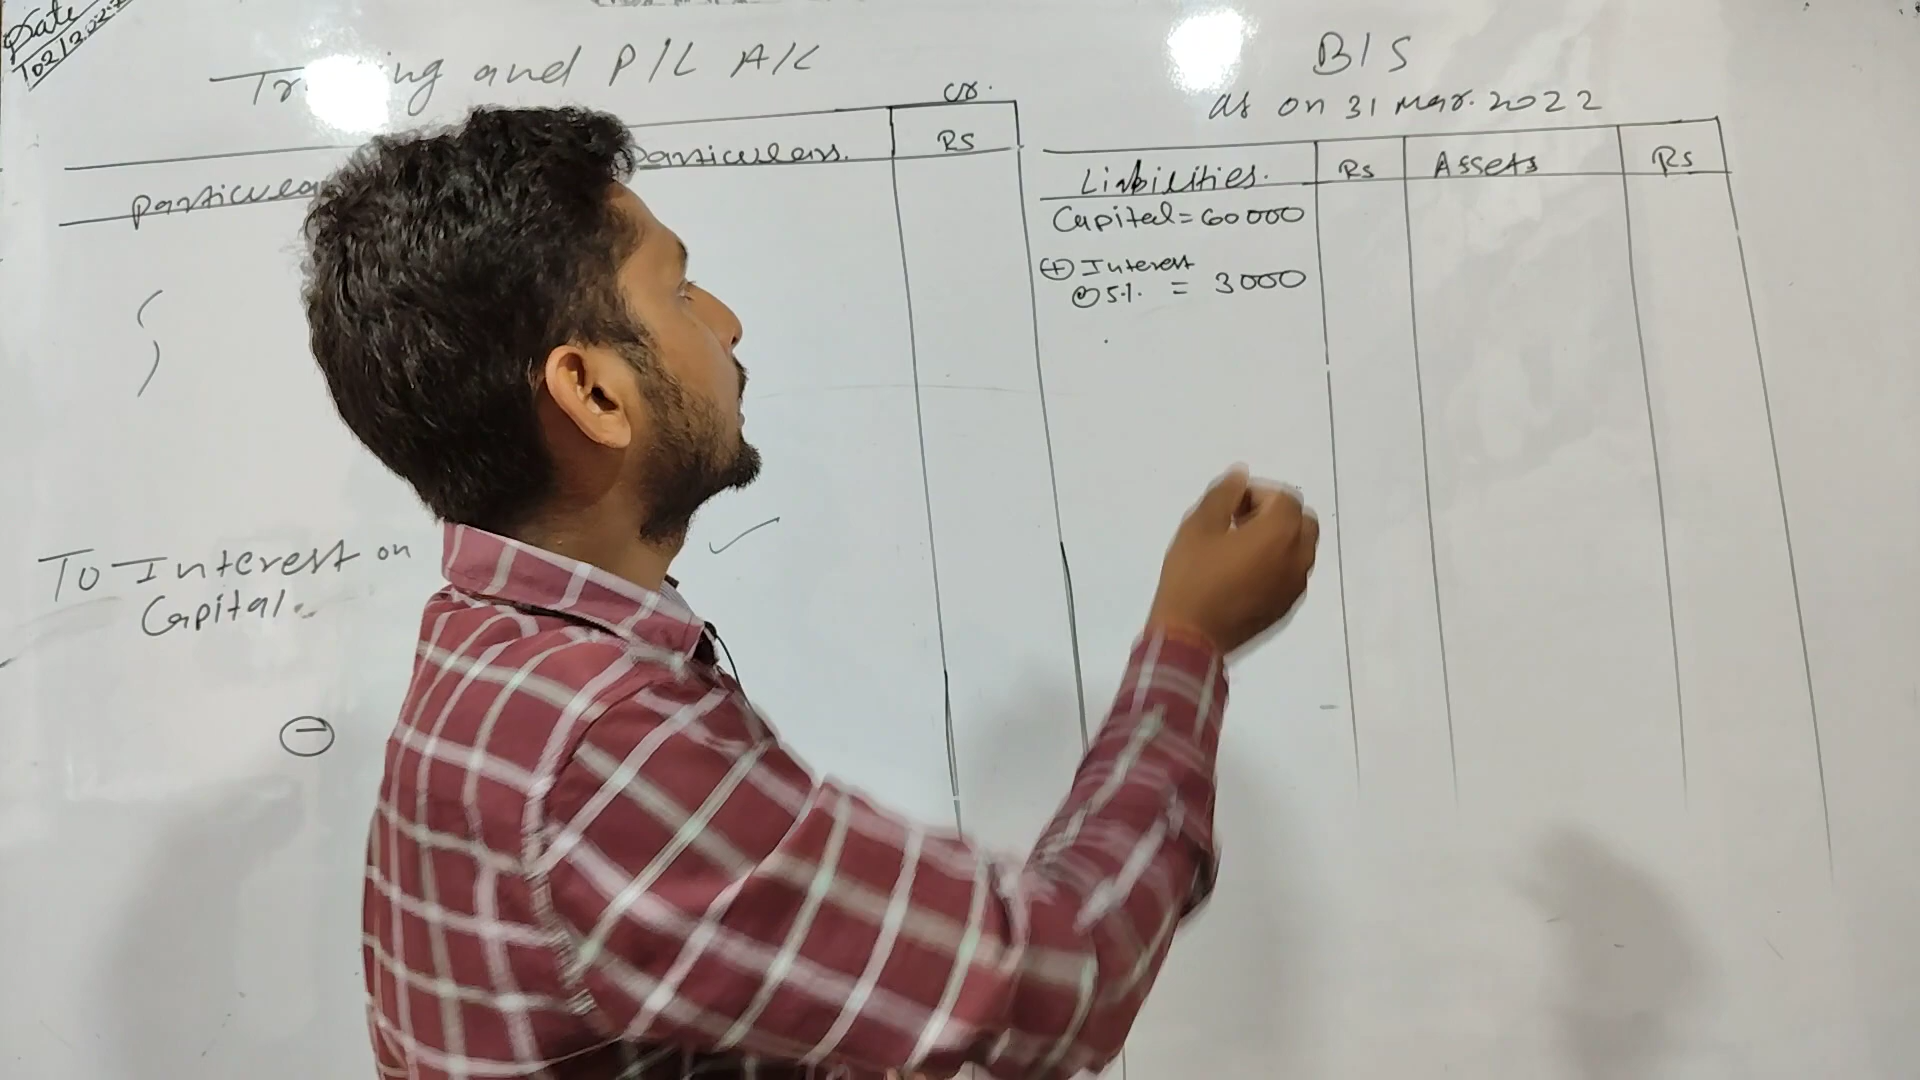 Date
Trading and P/L A/C
cr.
Particulars
Particulars.
RS
To Interest on
Capital.
B/S
as on 31 Mar. 2022
Liabilities.
Rs
Assets
Rs
Capital = 60000
(+) Interest
@ 5% = 3000